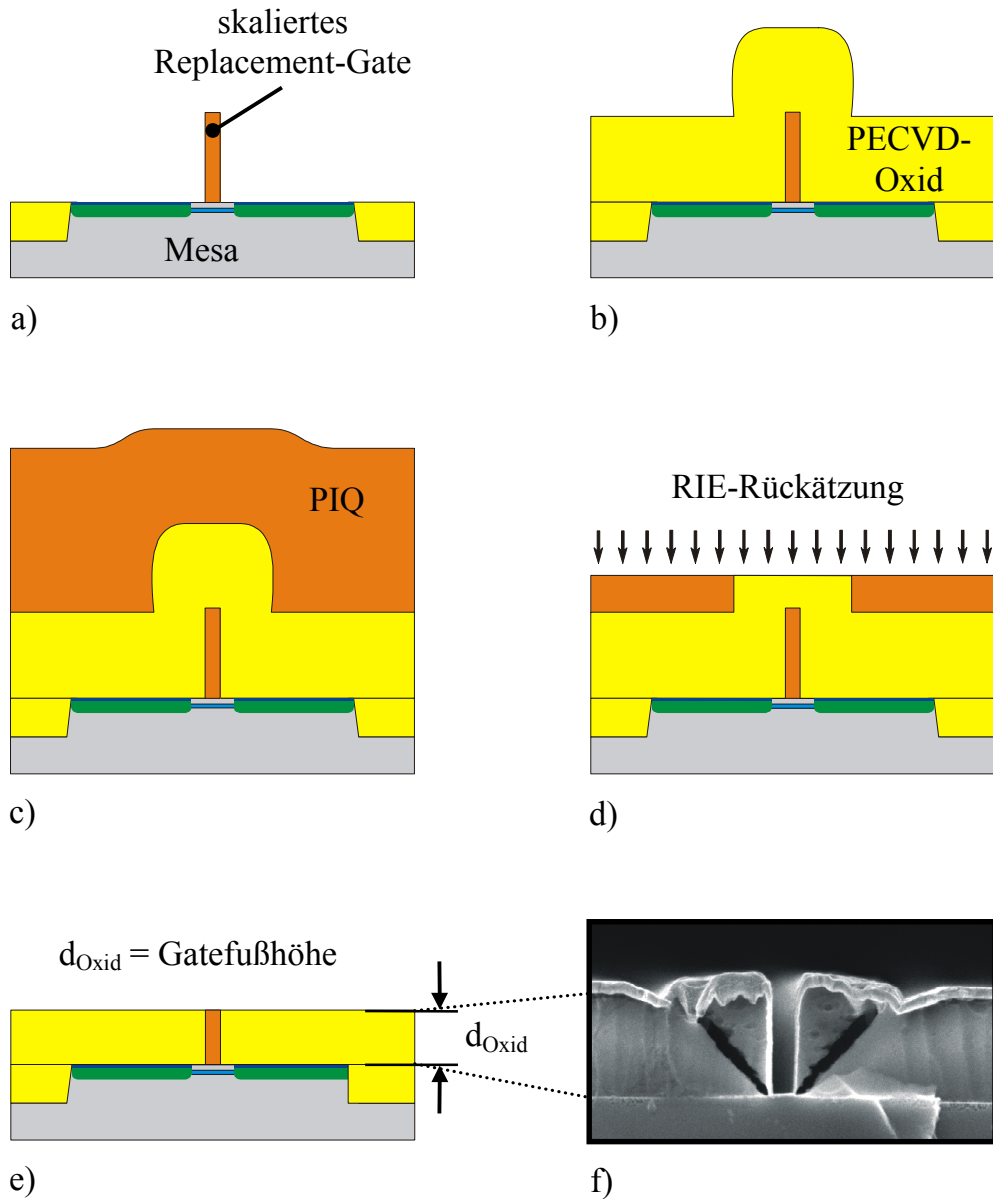 skaliertes
Replacement-Gate
Mesa
a)
PECVD-
Oxid
b)
PIQ
c)
RIE-Rückätzung
d)
dOxid = Gatefußhöhe
dOxid
e)
f)